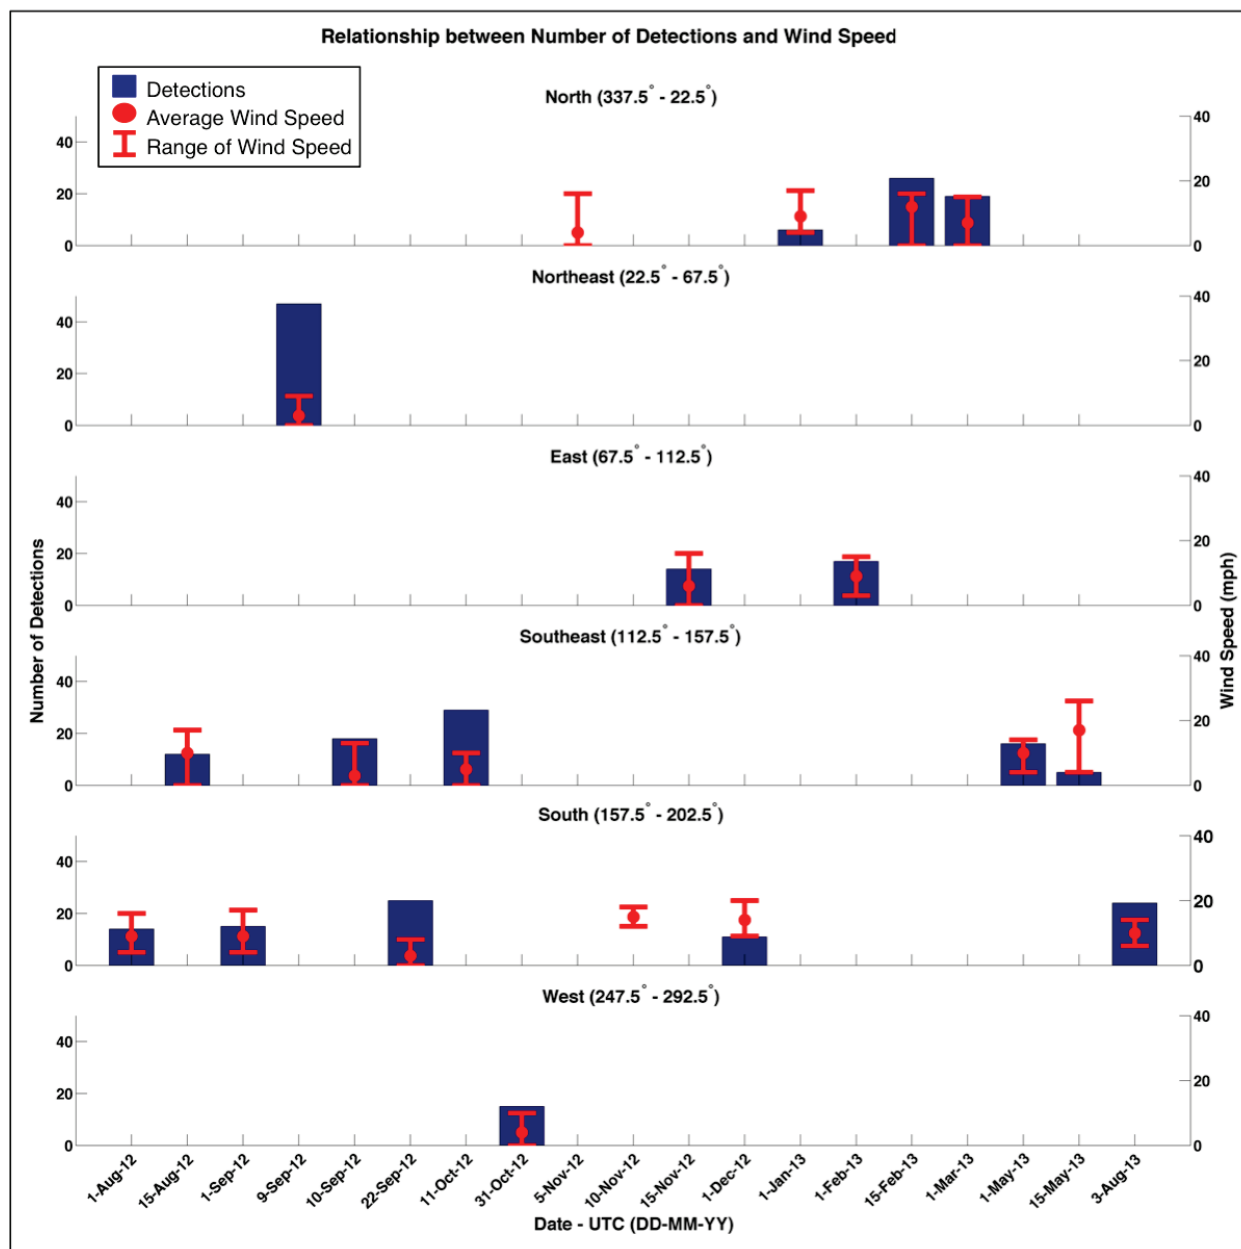 Relationship between Number of Detections and Wind Speed
Detections
Average Wind Speed
Range of Wind Speed
North (337.5° - 22.5°)
40
20
0
40
20
0
Northeast (22.5° - 67.5°)
40
20
0
40
20
0
East (67.5° - 112.5°)
40
20
0
40
20
0
Number of Detections
Wind Speed (mph)
Southeast (112.5° - 157.5°)
40
20
0
40
20
0
South (157.5° - 202.5°)
40
20
0
40
20
0
West (247.5° - 292.5°)
40
20
0
40
20
0
1-Aug-12
15-Aug-12
1-Sep-12
9-Sep-12
10-Sep-12
22-Sep-12
11-Oct-12
31-Oct-12
5-Nov-12
10-Nov-12
15-Nov-12
1-Dec-12
1-Jan-13
1-Feb-13
15-Feb-13
1-Mar-13
1-May-13
15-May-13
3-Aug-13
Date - UTC (DD-MM-YY)